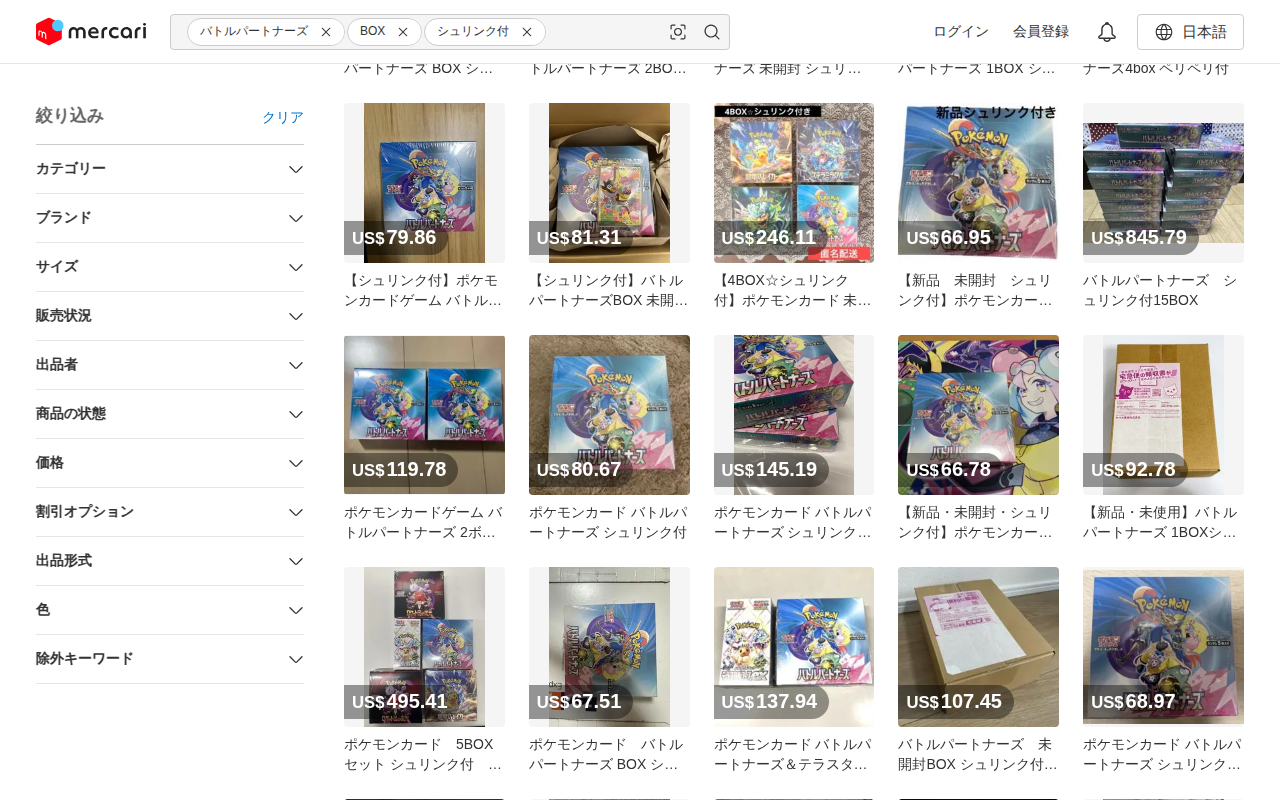 mercari
バトルパートナーズ
BOX
シュリンク付
ログイン
会員登録
日本語
パートナーズ BOX シ…
トルパートナーズ 2BO…
ナーズ 未開封 シュリ…
パートナーズ 1BOX シ…
ナーズ4box ペリペリ付
絞り込み
クリア
カテゴリー
ブランド
サイズ
販売状況
出品者
商品の状態
価格
割引オプション
出品形式
色
除外キーワード
US$79.86
【シュリンク付】ポケモ
ンカードゲーム バトル…
US$81.31
【シュリンク付】バトル
パートナーズBOX 未開…
4BOX☆シュリンク付き
匿名配送
US$246.11
【4BOX☆シュリンク
付】ポケモンカード 未…
新品シュリンク付き
US$66.95
【新品　未開封　シュリ
ンク付】ポケモンカー…
US$845.79
バトルパートナーズ　シ
ュリンク付15BOX
US$119.78
ポケモンカードゲーム バ
トルパートナーズ 2ボ…
US$80.67
ポケモンカード バトルパ
ートナーズ シュリンク付
US$145.19
ポケモンカード バトルパ
ートナーズ シュリンク…
US$66.78
【新品・未開封・シュリ
ンク付】ポケモンカー…
US$92.78
【新品・未使用】バトル
パートナーズ 1BOXシ…
US$495.41
ポケモンカード　5BOX
セット シュリンク付　…
US$67.51
ポケモンカード　バトル
パートナーズ BOX シ…
US$137.94
ポケモンカード バトルパ
ートナーズ＆テラスタ…
US$107.45
バトルパートナーズ　未
開封BOX シュリンク付…
US$68.97
ポケモンカード バトルパ
ートナーズ シュリンク…